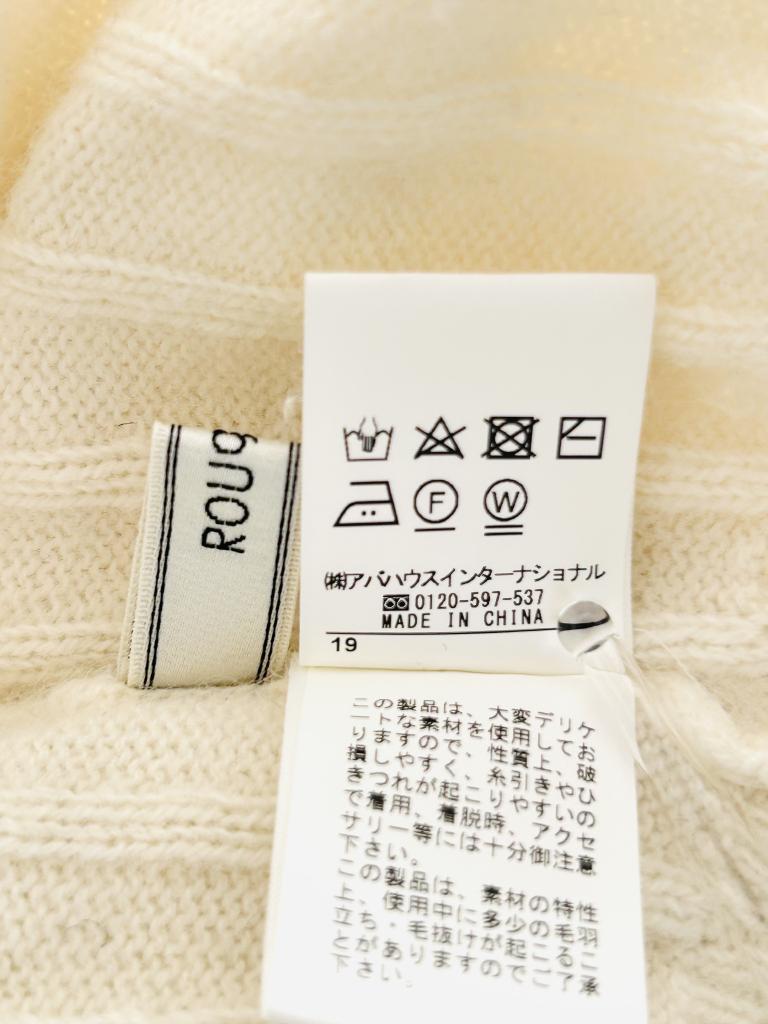 ROUg
F
W
㈱アバハウスインターナショナル
0120-597-537
MADE IN CHINA
19
この製品は、大変デリケ
ートな素材を使用してお
りますので、性質上、破
損しやすく、糸引きやひ
きつれが起こりやすいの
で着用、着脱時、アクセ
サリー等には十分御注意
下さい。
この製品は、素材の特性
上、使用中に多少の毛羽
立ち・毛抜けが起こるこ
とがありますのでご了承
下さい。